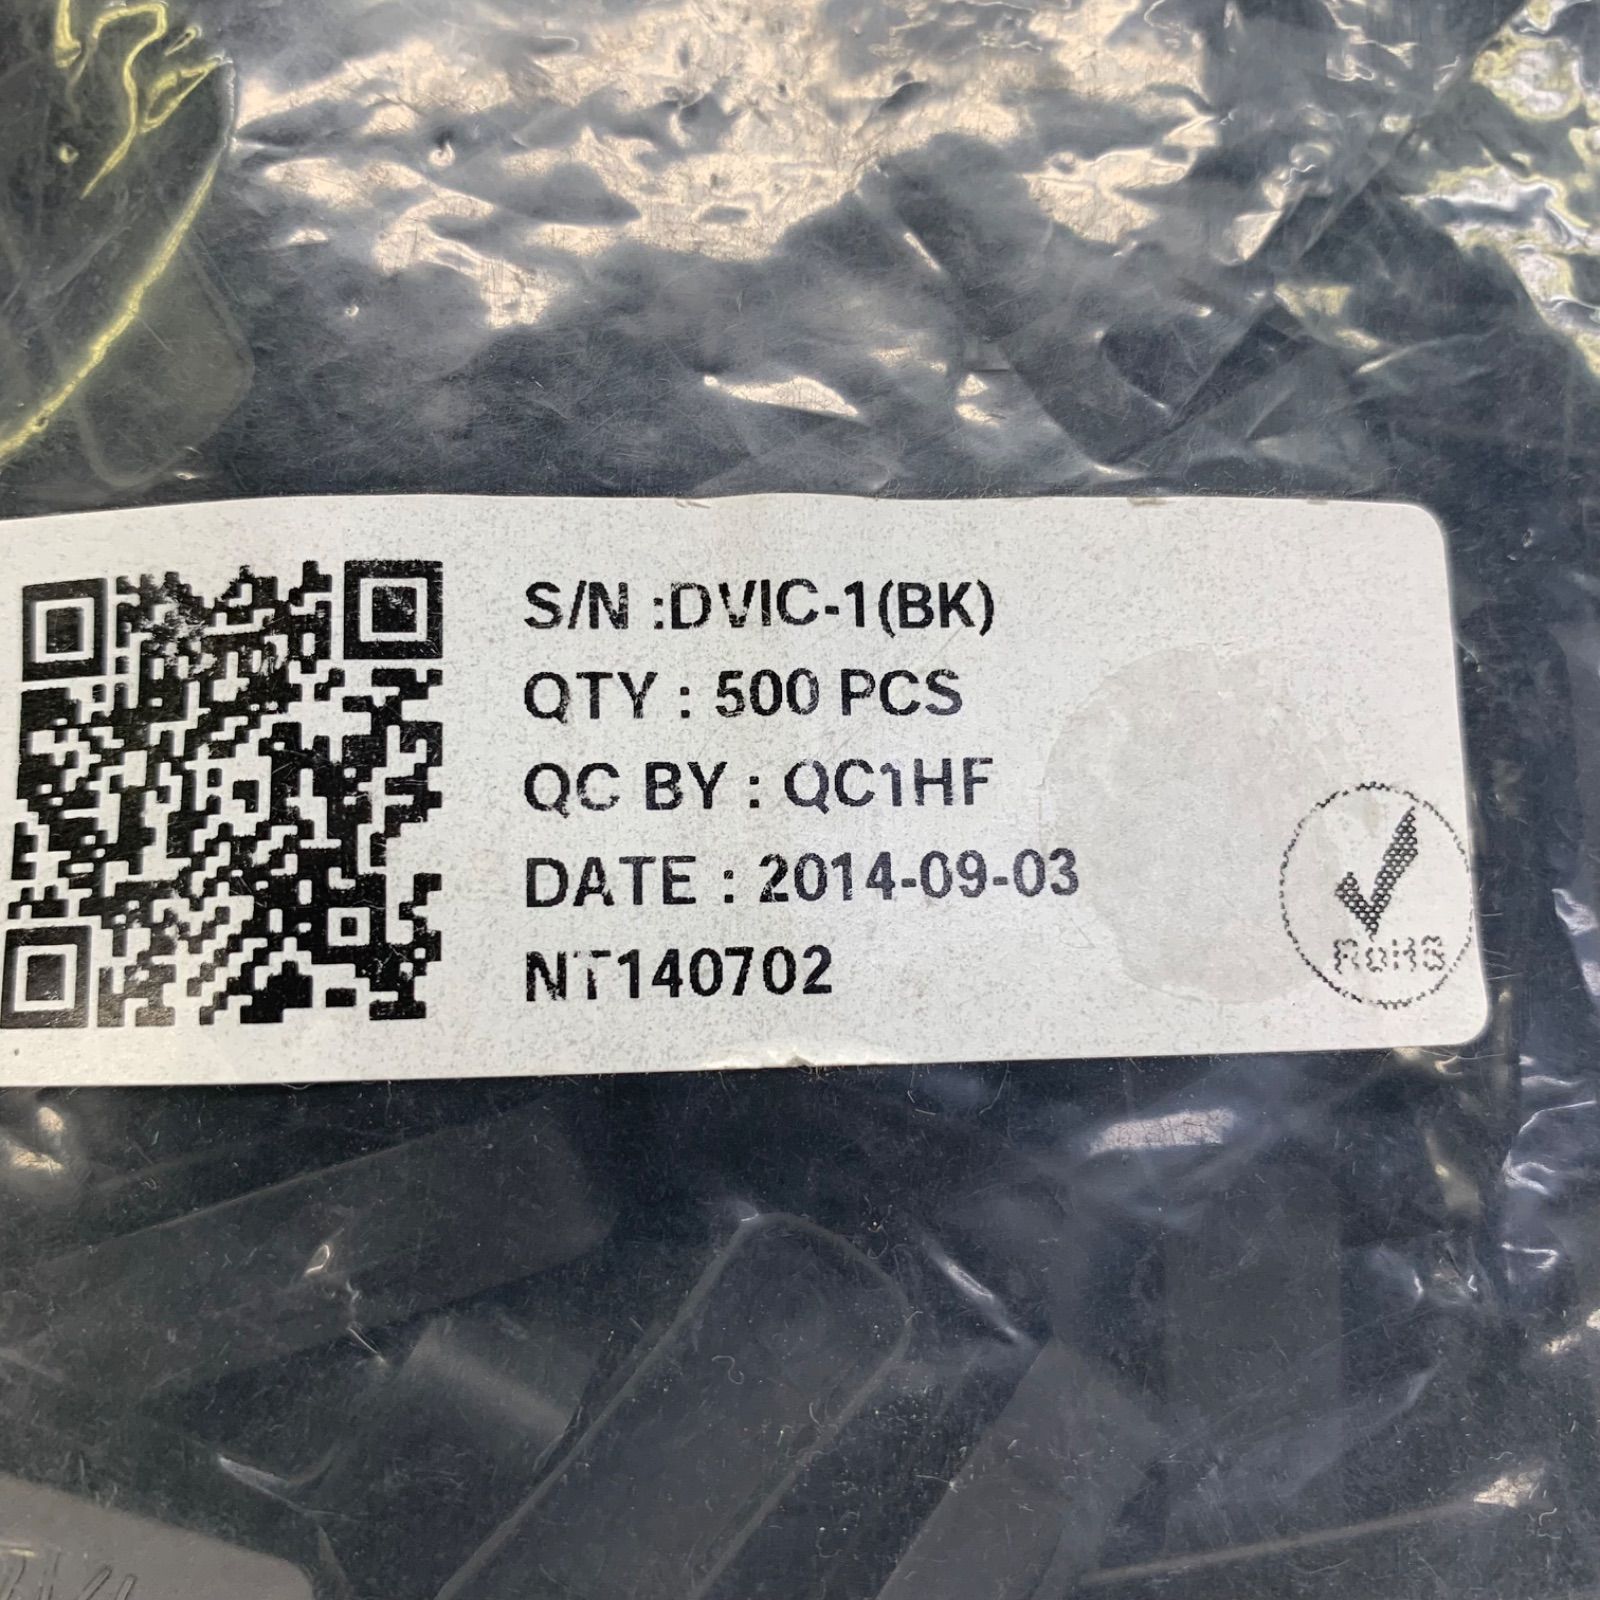 S/N :DVIC-1(BK)
QTY : 500 PCS
QC BY : QC1HF
DATE : 2014-09-03
NT140702
RoHS